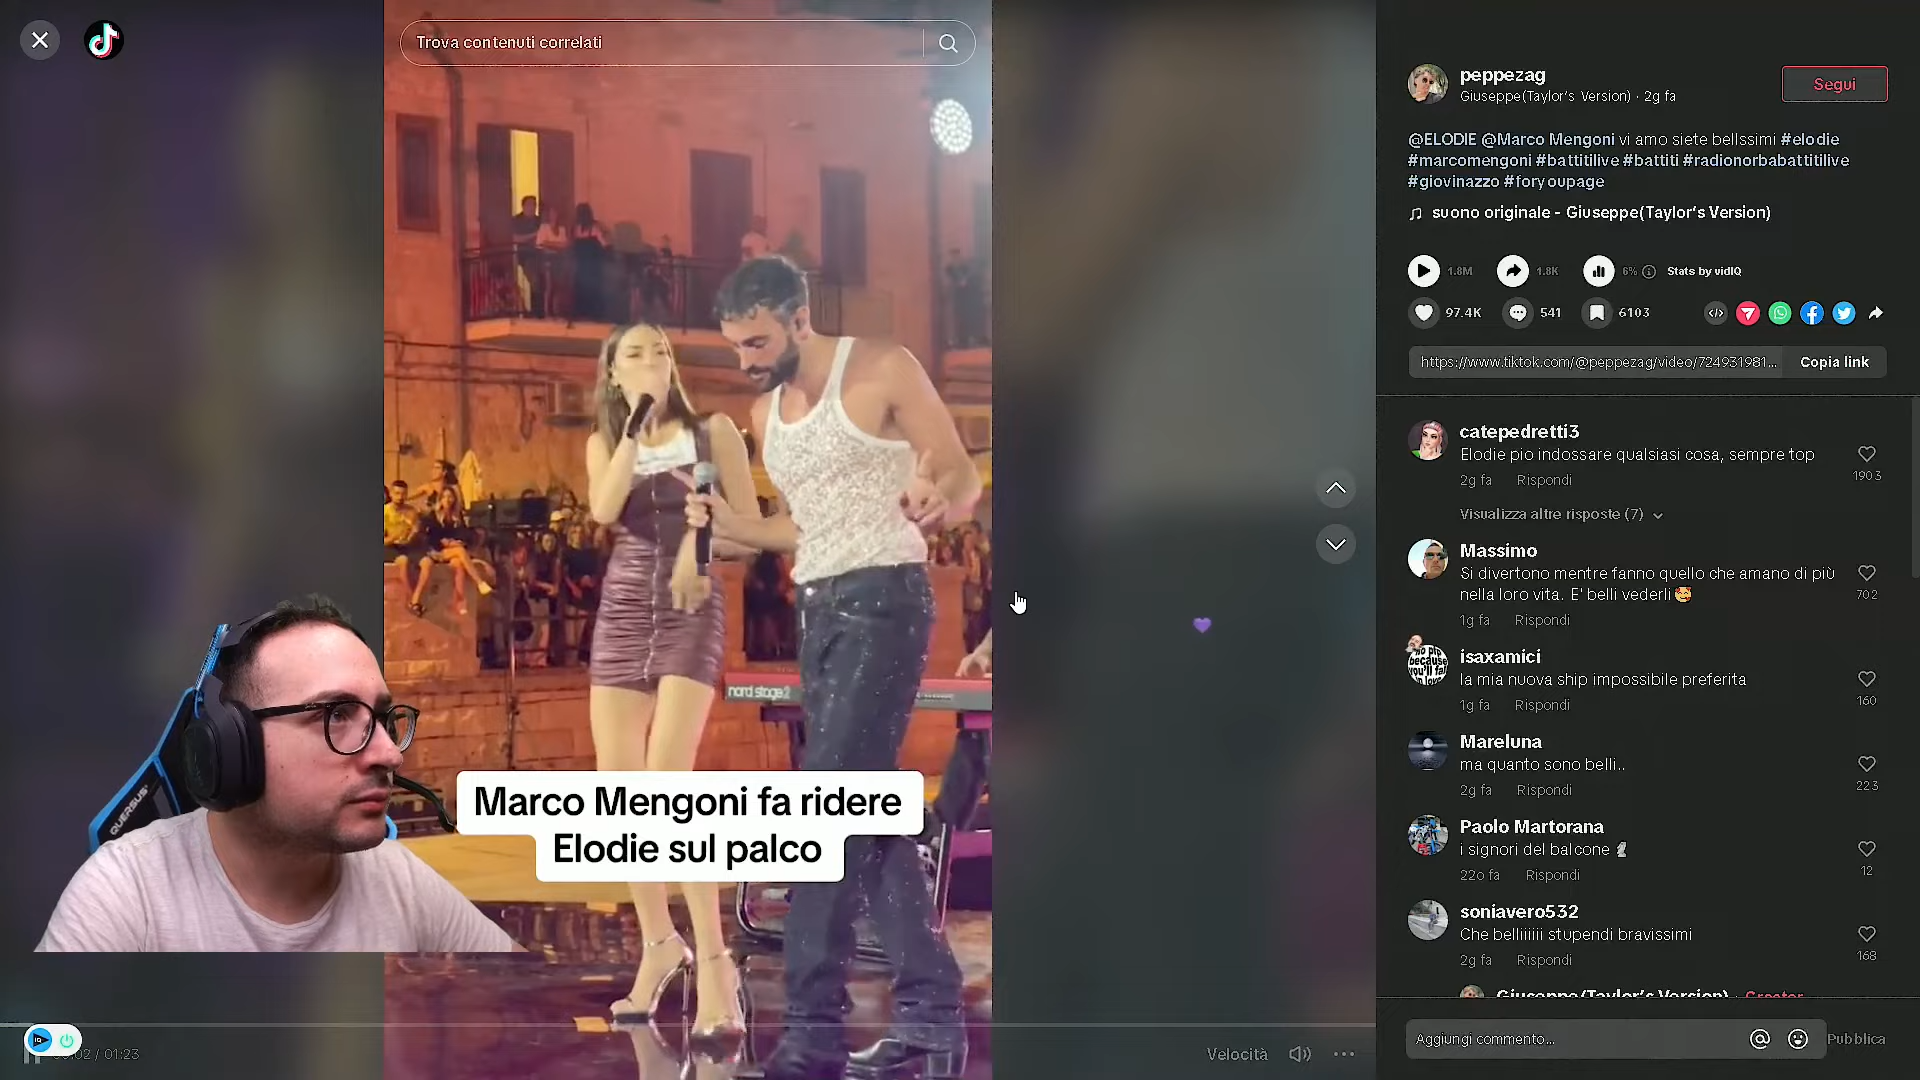 Trova contenuti correlati
peppezag
Giuseppe(Taylor's Version) · 2g fa
Segui
@ELODIE @Marco Mengoni vi amo siete belssimi #elodie
#marcomengoni #battitilive #battiti #radionorbabattitilive
#giovinazzo #foryoupage
suono originale - Giuseppe(Taylor's Version)
1.8M
1.8K
6%
Stats by vidIQ
97.4K
541
6103
https://www.tiktok.com/@peppezag/video/724931981...
Copia link
catepedretti3
Elodie pio indossare qualsiasi cosa, sempre top
1903
2g fa Rispondi
Visualizza altre risposte (7)
Massimo
Si divertono mentre fanno quello che amano di più
nella loro vita. E' belli vederli🥰
702
1g fa Rispondi
isaxamici
la mia nuova ship impossibile preferita
160
1g fa Rispondi
Mareluna
ma quanto sono belli..
223
2g fa Rispondi
Paolo Martorana
i signori del balcone
12
22o fa Rispondi
soniavero532
Che belliiiiii stupendi bravissimi
168
2g fa Rispondi
Giuseppe(Taylor's Version) · Creator
Aggiungi commento...
Pubblica
nord stage 2
QUERSUS
Marco Mengoni fa ridere
Elodie sul palco
/ 01:23
Velocità